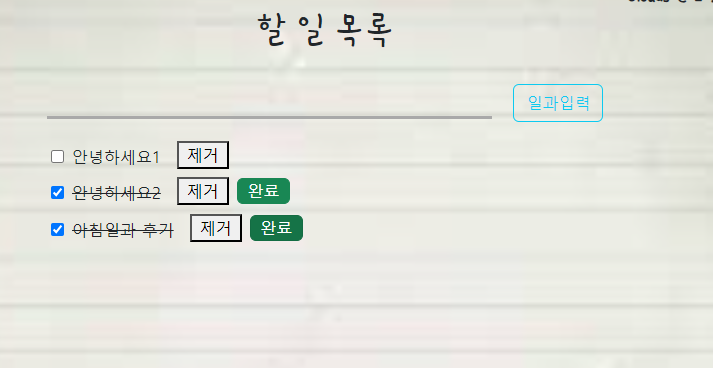 할 일 목록
일과입력
안녕하세요1 제거
안녕하세요2 제거 완료
아침일과 후기 제거 완료